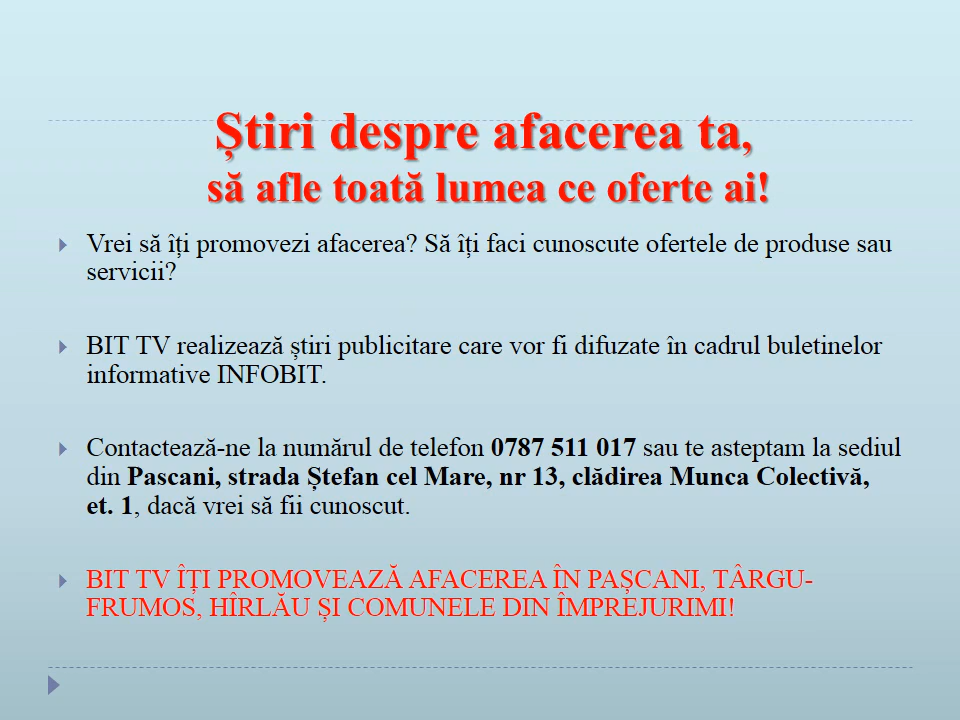 Știri despre afacerea ta,
să afle toată lumea ce oferte ai!
Vrei să îți promovezi afacerea? Să îți faci cunoscute ofertele de produse sau
servicii?
BIT TV realizează știri publicitare care vor fi difuzate în cadrul buletinelor
informative INFOBIT.
Contactează-ne la numărul de telefon 0787 511 017 sau te asteptam la sediul
din Pascani, strada Ștefan cel Mare, nr 13, clădirea Munca Colectivă,
et. 1, dacă vrei să fii cunoscut.
BIT TV ÎȚI PROMOVEAZĂ AFACEREA ÎN PAȘCANI, TÂRGU-
FRUMOS, HÎRLĂU ȘI COMUNELE DIN ÎMPREJURIMI!